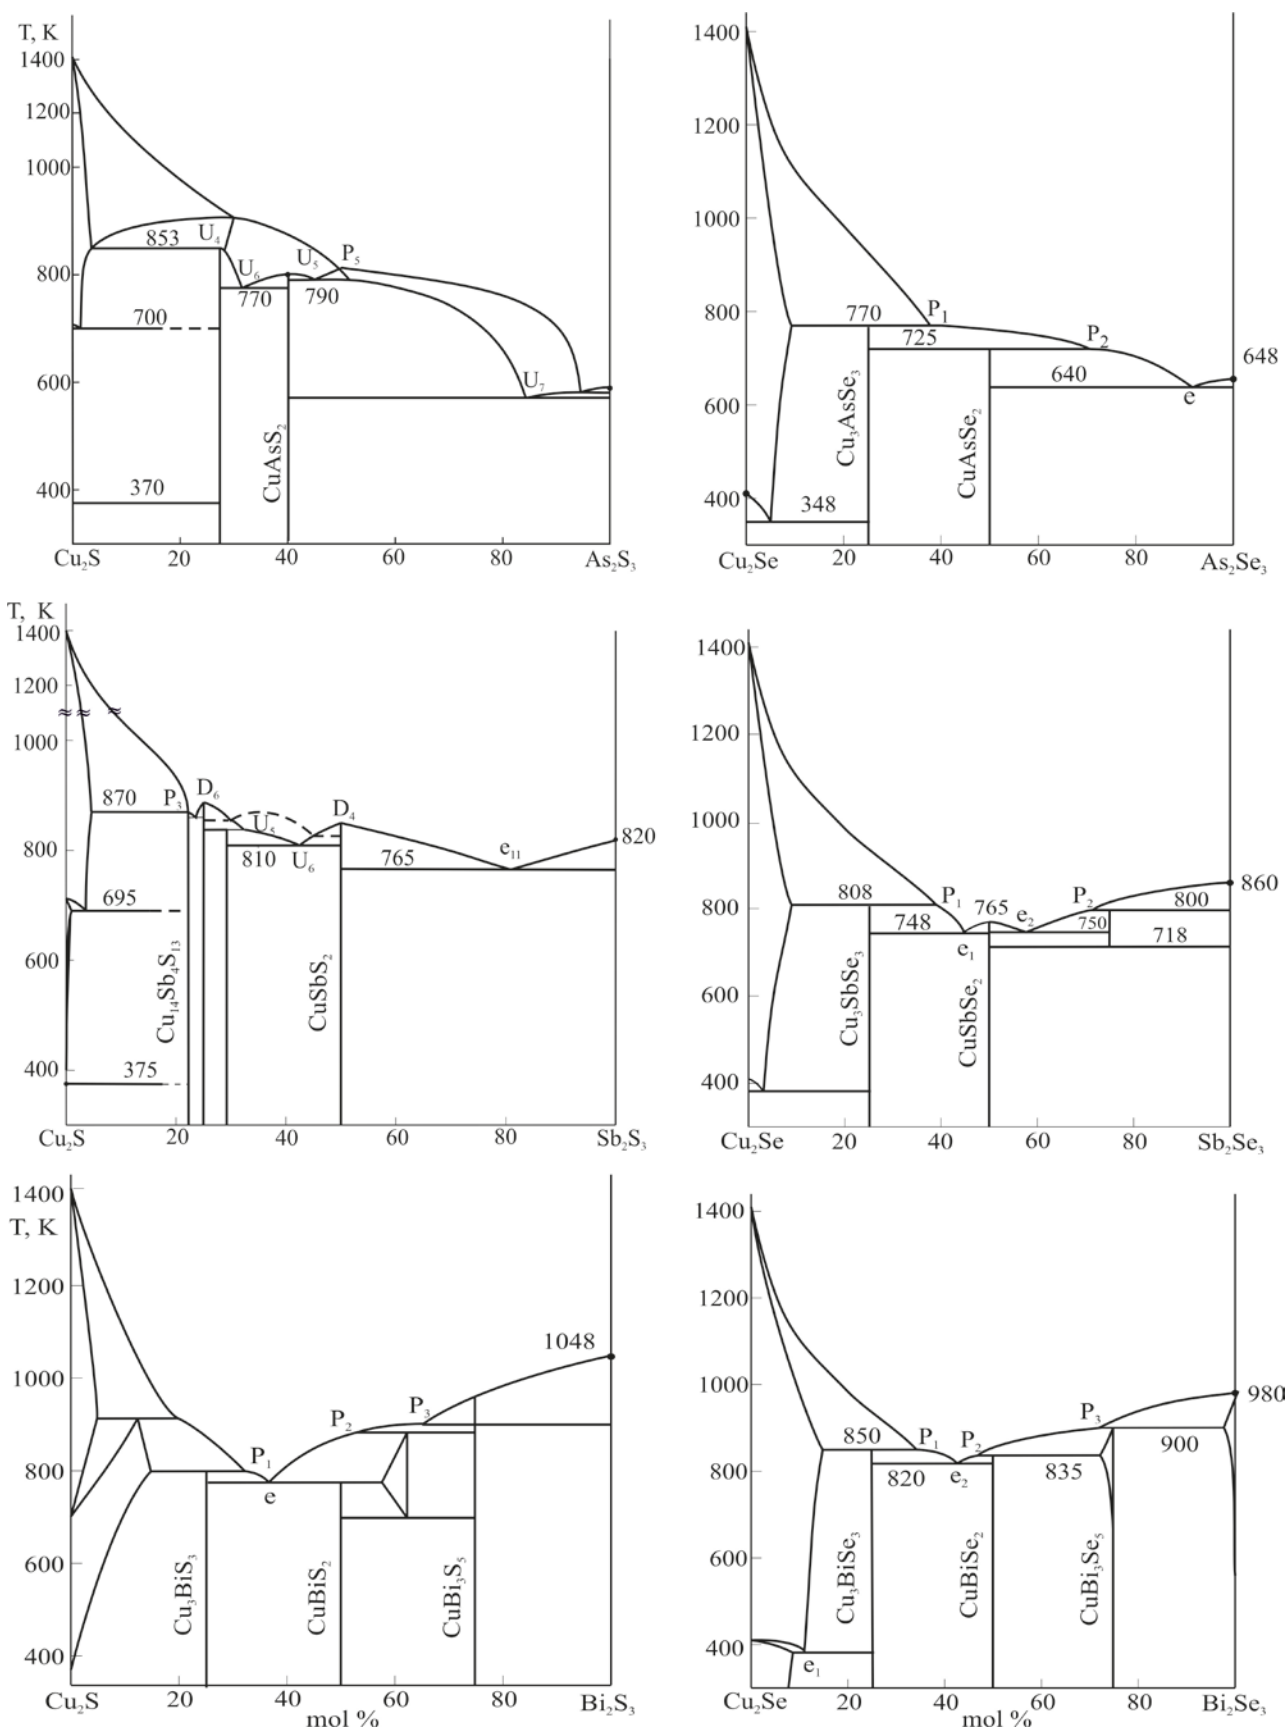 T, K
1400
1200
1000
800
600
400
853
U₄
U₆
U₅
P₅
770
790
700
U₇
370
CuAsS₂
Cu₂S
20
40
60
80
As₂S₃
1400
1200
1000
800
600
400
770
P₁
725
P₂
640
648
e
348
Cu₃AsSe₃
CuAsSe₂
Cu₂Se
20
40
60
80
As₂Se₃
T, K
1400
1200
1000
800
600
400
870
P₃
D₆
U₅
D₄
810
U₆
765
e₁₁
820
695
375
Cu₁₄Sb₄S₁₃
CuSbS₂
Cu₂S
20
40
60
80
Sb₂S₃
1400
1200
1000
800
600
400
808
P₁
765
e₂
P₂
860
800
748
750
718
e₁
Cu₃SbSe₃
CuSbSe₂
Cu₂Se
20
40
60
80
Sb₂Se₃
1400
T, K
1200
1000
800
600
400
1048
P₁
P₂
P₃
e
Cu₃BiS₃
CuBiS₂
CuBi₃S₅
Cu₂S
20
40
60
80
Bi₂S₃
mol %
1400
1200
1000
800
600
400
980
850
P₁
P₂
P₃
900
820
e₂
835
e₁
Cu₃BiSe₃
CuBiSe₂
CuBi₃Se₅
Cu₂Se
20
40
60
80
Bi₂Se₃
mol %